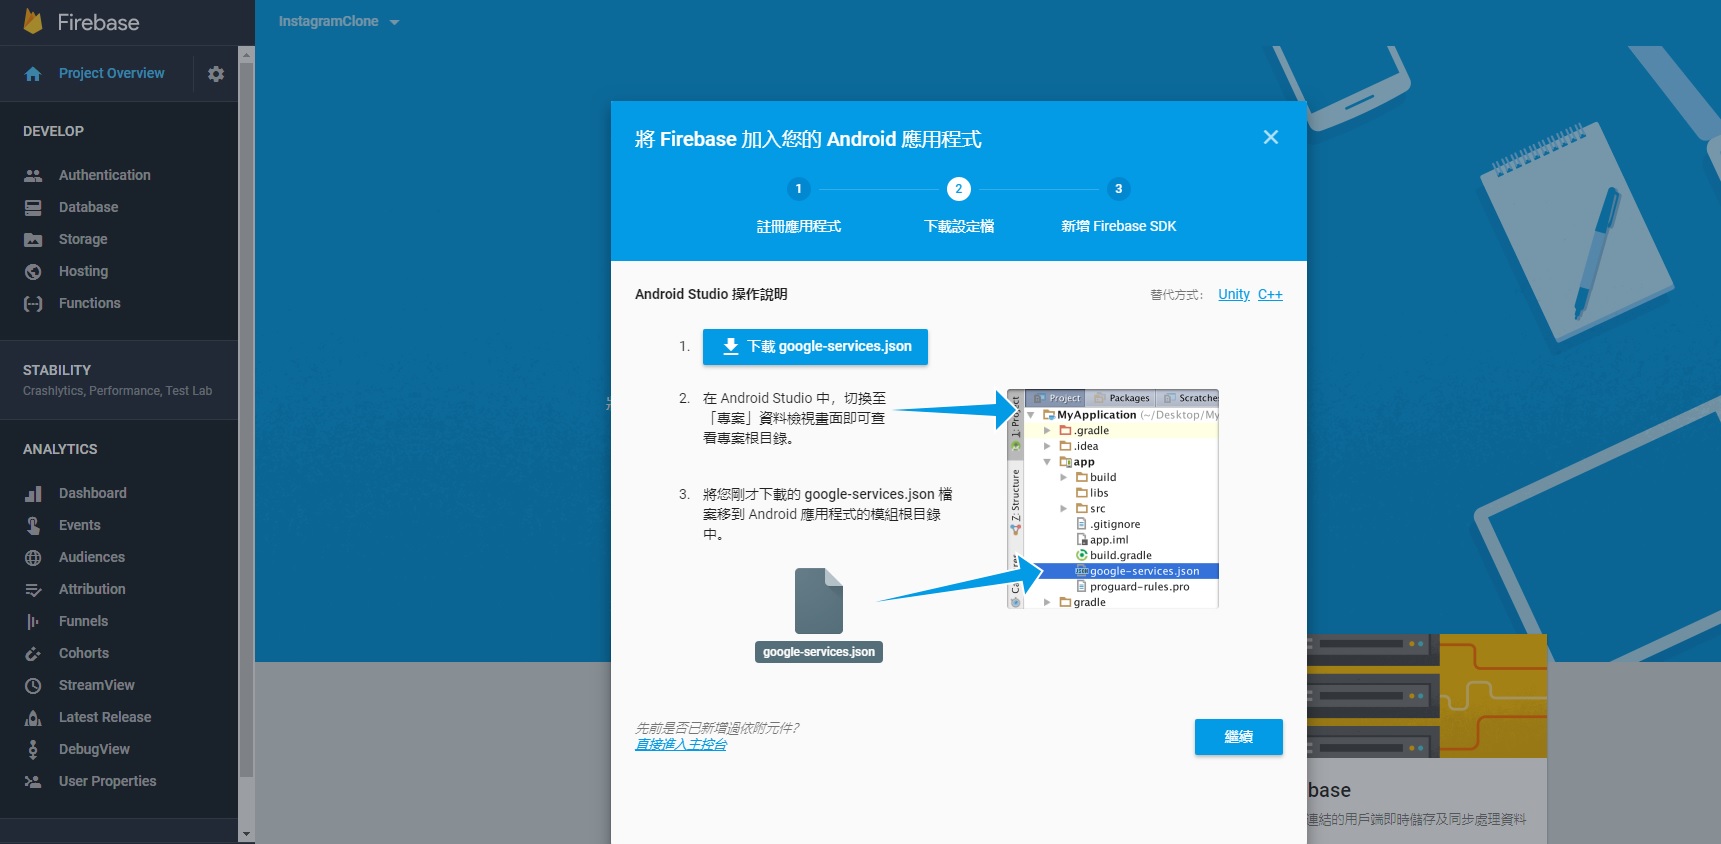 Firebase
InstagramClone
Project Overview
DEVELOP
Authentication
Database
Storage
Hosting
Functions
STABILITY
Crashlytics, Performance, Test Lab
ANALYTICS
Dashboard
Events
Audiences
Attribution
Funnels
Cohorts
StreamView
Latest Release
DebugView
User Properties
將 Firebase 加入您的 Android 應用程式
1
2
3
註冊應用程式
下載設定檔
新增 Firebase SDK
Android Studio 操作說明
替代方式：
Unity
C++
1. 下載 google-services.json
2. 在 Android Studio 中，切換至
「專案」資料檢視畫面即可查
看專案根目錄。
3. 將您剛才下載的 google-services.json 檔
案移到 Android 應用程式的模組根目錄
中。
google-services.json
Project
Packages
Scratches
1: Project
Z: Structure
MyApplication (~/Desktop/My
.gradle
.idea
app
build
libs
src
.gitignore
app.iml
build.gradle
google-services.json
proguard-rules.pro
gradle
先前是否已新增過依附元件？
直接進入主控台
繼續
base
連結的用戶端即時儲存及同步處理資料